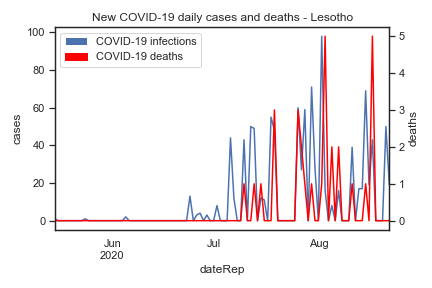 New COVID-19 daily cases and deaths - Lesotho
COVID-19 infections
COVID-19 deaths
100
80
60
40
20
0
cases
5
4
3
2
1
0
deaths
Jun
2020
Jul
Aug
dateRep